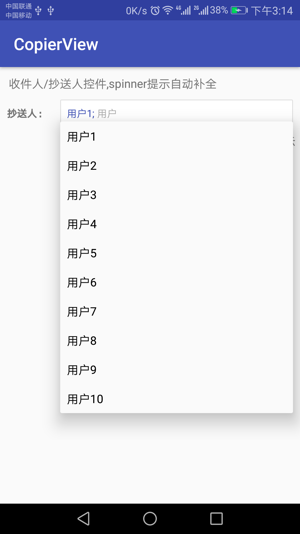 中国联通
中国移动
0K/s 38% 下午3:14
CopierView
收件人/抄送人控件,spinner提示自动补全
抄送人: 用户1; 用户
用户1
用户2
用户3
用户4
用户5
用户6
用户7
用户8
用户9
用户10